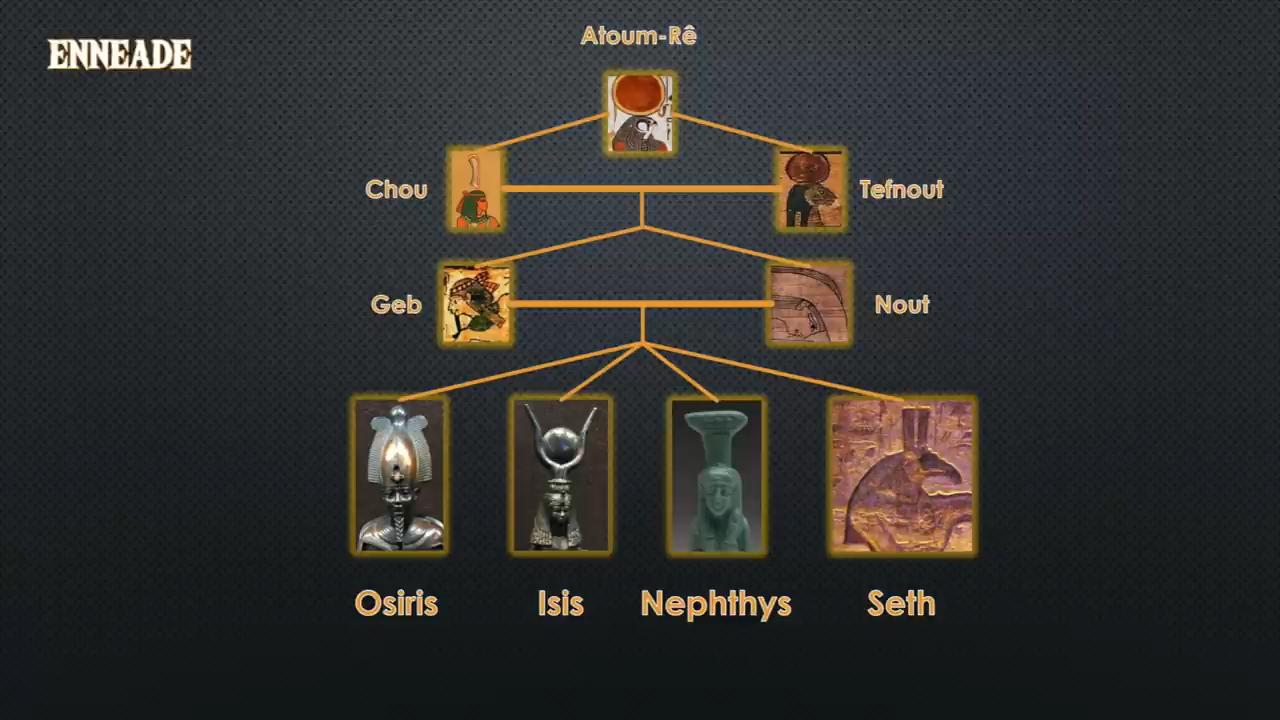 ENNEADE
Atoum-Rê
Chou
Tefnout
Geb
Nout
Osiris
Isis
Nephthys
Seth